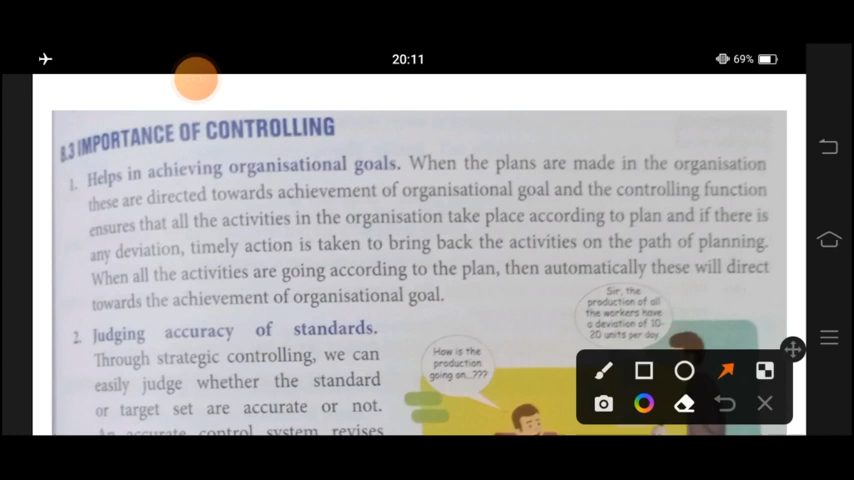 20:11
69%
8.3 IMPORTANCE OF CONTROLLING
1. Helps in achieving organisational goals. When the plans are made in the organisation
these are directed towards achievement of organisational goal and the controlling function
ensures that all the activities in the organisation take place according to plan and if there is
any deviation, timely action is taken to bring back the activities on the path of planning.
When all the activities are going according to the plan, then automatically these will direct
towards the achievement of organisational goal.
2. Judging accuracy of standards.
Through strategic controlling, we can
easily judge whether the standard
or target set are accurate or not.
An accurate control system revises
How is the
production
going on...???
Sir, the
production of all
the workers have
a deviation of 10-
20 units per day